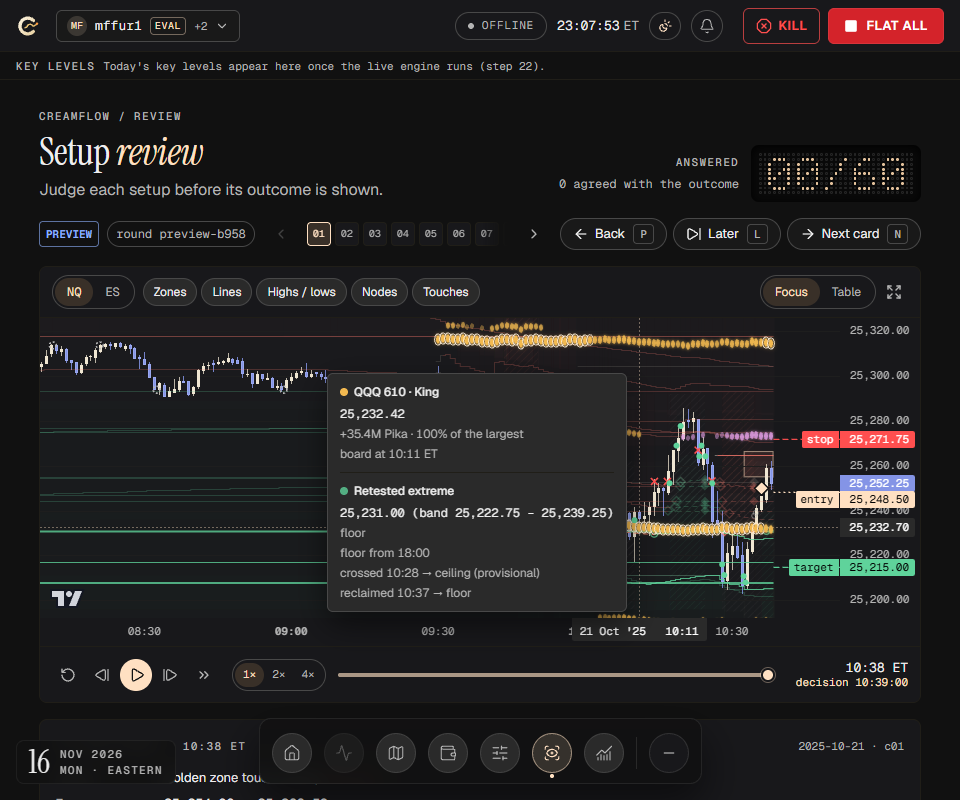 MF mffur1 EVAL +2
OFFLINE
23:07:53 ET
KILL
FLAT ALL
KEY LEVELS Today's key levels appear here once the live engine runs (step 22).
CREAMFLOW / REVIEW
Setup review
Judge each setup before its outcome is shown.
ANSWERED
0 agreed with the outcome
00/60
PREVIEW
round preview-b958
01 02 03 04 05 06 07
Back P
Later L
Next card N
NQ ES
Zones
Lines
Highs / lows
Nodes
Touches
Focus Table
25,320.00
25,300.00
25,280.00
stop 25,271.75
25,260.00
25,252.25
entry 25,248.50
25,240.00
25,232.70
25,220.00
target 25,215.00
25,200.00
QQQ 610 · King
25,232.42
+35.4M Pika · 100% of the largest
board at 10:11 ET
Retested extreme
25,231.00 (band 25,222.75 – 25,239.25)
floor
floor from 18:00
crossed 10:28 → ceiling (provisional)
reclaimed 10:37 → floor
08:30 09:00 09:30 21 Oct '25 10:11 10:30
1× 2× 4×
10:38 ET
decision 10:39:00
10:38 ET
2025-10-21 · c01
16 NOV 2026
MON · EASTERN